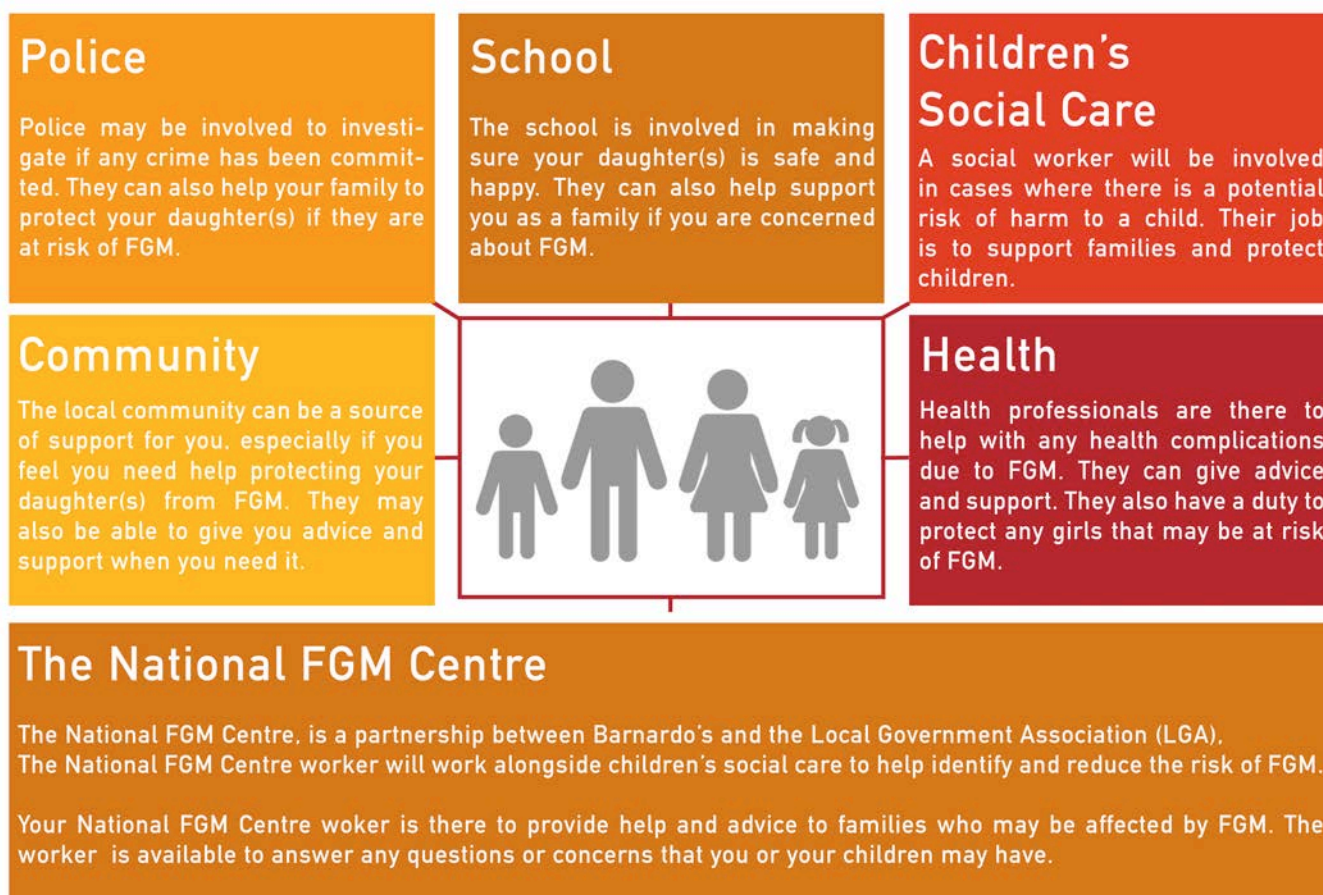 Police
Police may be involved to investi-
gate if any crime has been commit-
ted. They can also help your family to
protect your daughter(s) if they are
at risk of FGM.
School
The school is involved in making
sure your daughter(s) is safe and
happy. They can also help support
you as a family if you are concerned
about FGM.
Children's
Social Care
A social worker will be involved
in cases where there is a potential
risk of harm to a child. Their job
is to support families and protect
children.
Community
The local community can be a source
of support for you, especially if you
feel you need help protecting your
daughter(s) from FGM. They may
also be able to give you advice and
support when you need it.
Health
Health professionals are there to
help with any health complications
due to FGM. They can give advice
and support. They also have a duty to
protect any girls that may be at risk
of FGM.
The National FGM Centre
The National FGM Centre, is a partnership between Barnardo's and the Local Government Association (LGA),
The National FGM Centre worker will work alongside children's social care to help identify and reduce the risk of FGM.
Your National FGM Centre woker is there to provide help and advice to families who may be affected by FGM. The
worker is available to answer any questions or concerns that you or your children may have.